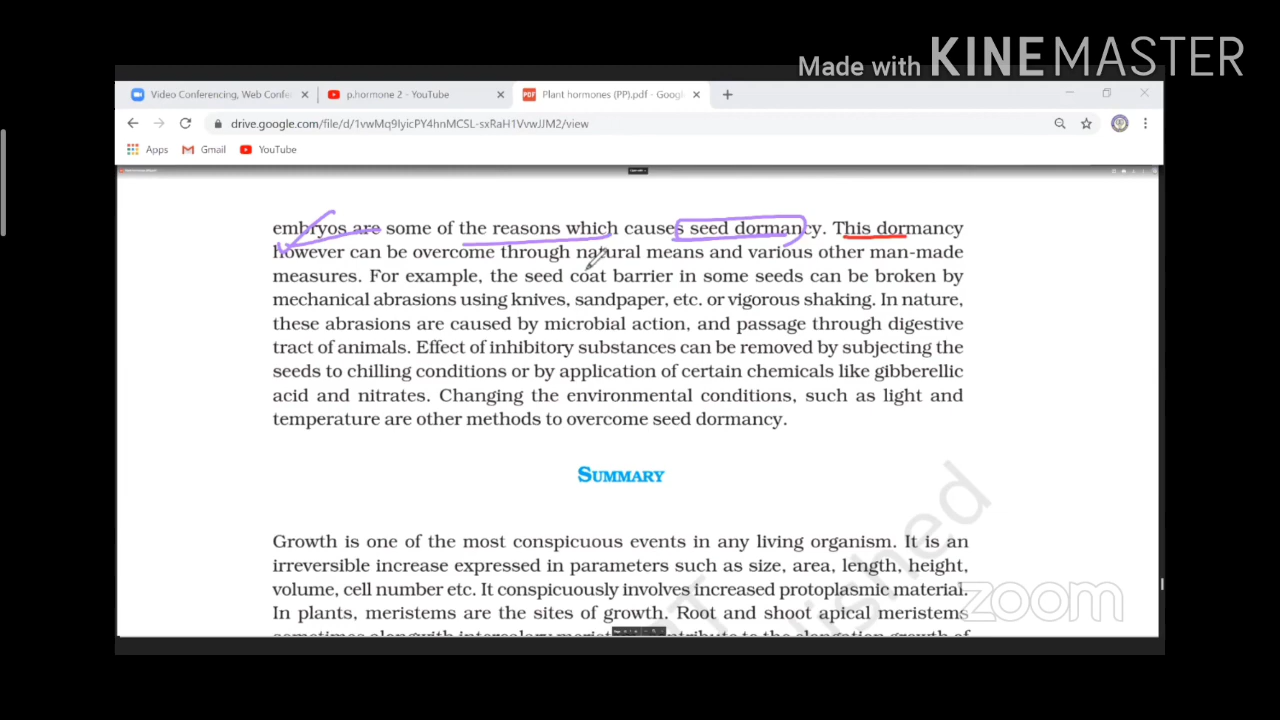 Made with KINEMASTER
Video Conferencing, Web Confe
p.hormone 2 - YouTube
Plant hormones (PP).pdf - Google
drive.google.com/file/d/1vwMq9IyicPY4hnMCSL-sxRaH1VvwJJM2/view
Apps
Gmail
YouTube
embryos are some of the reasons which causes seed dormancy. This dormancy
however can be overcome through natural means and various other man-made
measures. For example, the seed coat barrier in some seeds can be broken by
mechanical abrasions using knives, sandpaper, etc. or vigorous shaking. In nature,
these abrasions are caused by microbial action, and passage through digestive
tract of animals. Effect of inhibitory substances can be removed by subjecting the
seeds to chilling conditions or by application of certain chemicals like gibberellic
acid and nitrates. Changing the environmental conditions, such as light and
temperature are other methods to overcome seed dormancy.
SUMMARY
Growth is one of the most conspicuous events in any living organism. It is an
irreversible increase expressed in parameters such as size, area, length, height,
volume, cell number etc. It conspicuously involves increased protoplasmic material.
In plants, meristems are the sites of growth. Root and shoot apical meristems
zoom